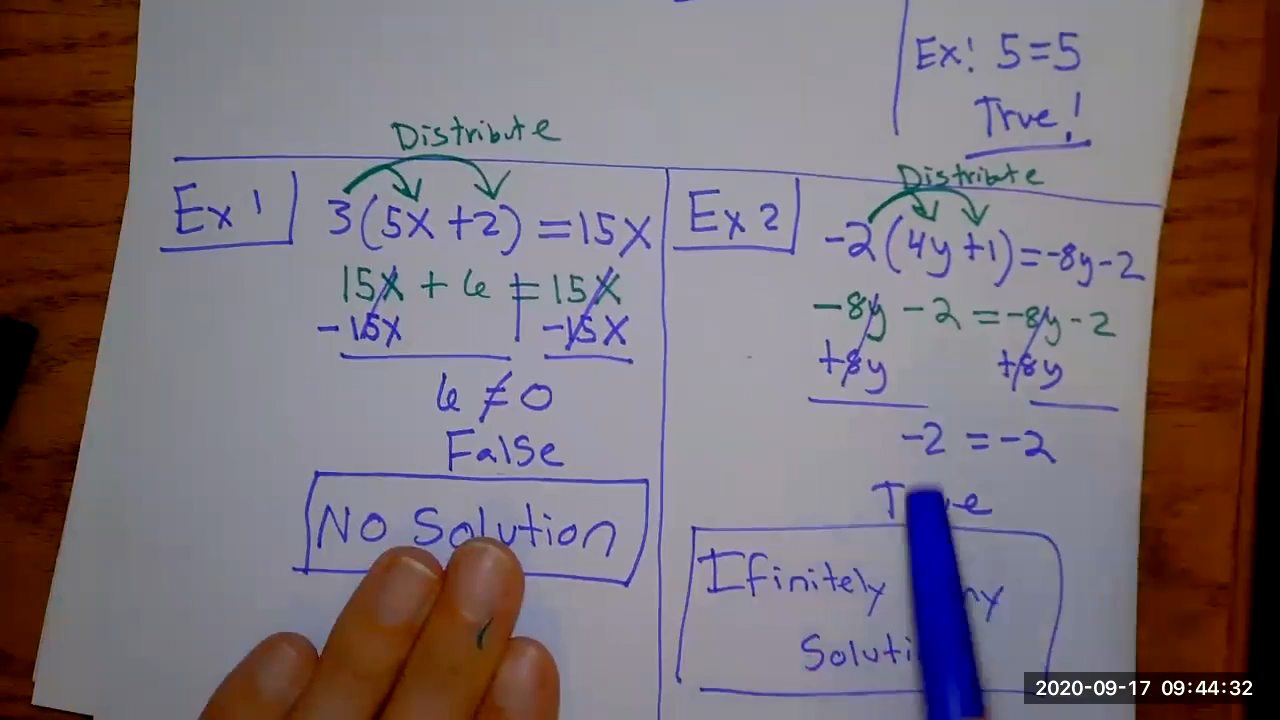 Ex! 5=5
True!
Distribute
Ex 1
3(5x+2)=15x
15x + 6 = 15x
-15x -15x
6 ≠ 0
False
No Solution
Distribute
Ex 2
-2(4y+1)=-8y-2
-8y-2=-8y-2
+8y +8y
-2 = -2
Ifinitely
2020-09-17 09:44:32